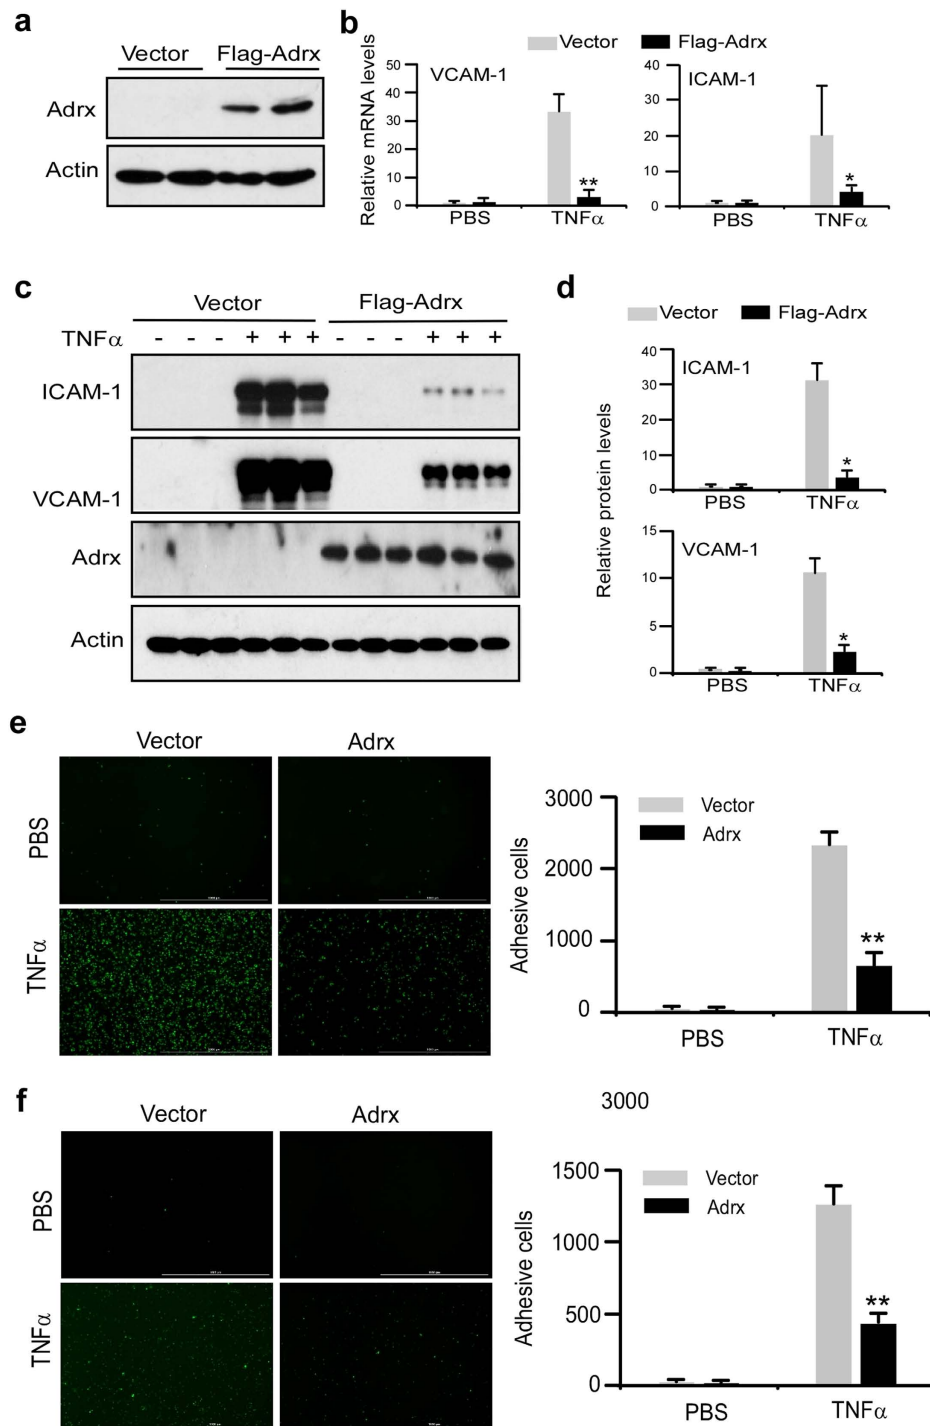 a
Vector Flag-Adrx
Adrx
Actin
b
Vector Flag-Adrx
Relative mRNA levels
VCAM-1
50
40
30
20
10
0
**
PBS TNFα
ICAM-1
40
30
20
10
0
*
PBS TNFα
c
Vector Flag-Adrx
TNFα - - - + + + - - - + + +
ICAM-1
VCAM-1
Adrx
Actin
d
Vector Flag-Adrx
Relative protein levels
ICAM-1
40
30
20
10
0
*
PBS TNFα
VCAM-1
15
10
5
0
*
PBS TNFα
e
Vector Adrx
PBS
TNFα
Adhesive cells
3000
2000
1000
0
Vector
Adrx
**
PBS TNFα
f
Vector Adrx
PBS
TNFα
3000
Adhesive cells
1500
1000
500
0
Vector
Adrx
**
PBS TNFα